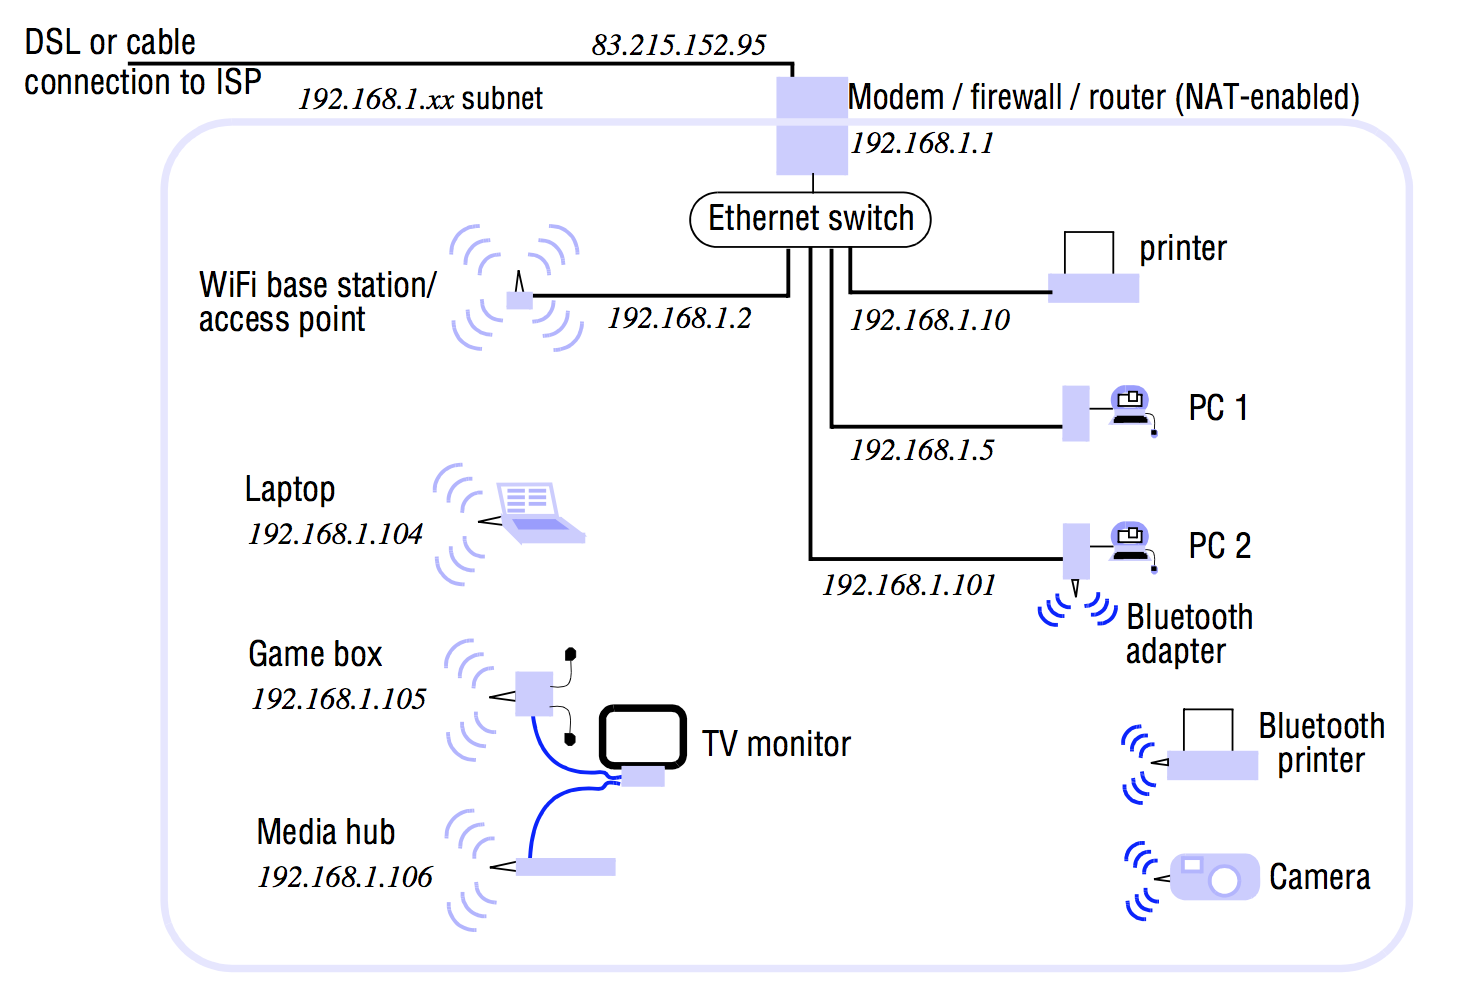 DSL or cable
connection to ISP
83.215.152.95
192.168.1.xx subnet
Modem / firewall / router (NAT-enabled)
192.168.1.1
Ethernet switch
printer
WiFi base station/
access point
192.168.1.2
192.168.1.10
PC 1
192.168.1.5
Laptop
192.168.1.104
PC 2
192.168.1.101
Bluetooth
adapter
Game box
192.168.1.105
TV monitor
Bluetooth
printer
Media hub
192.168.1.106
Camera